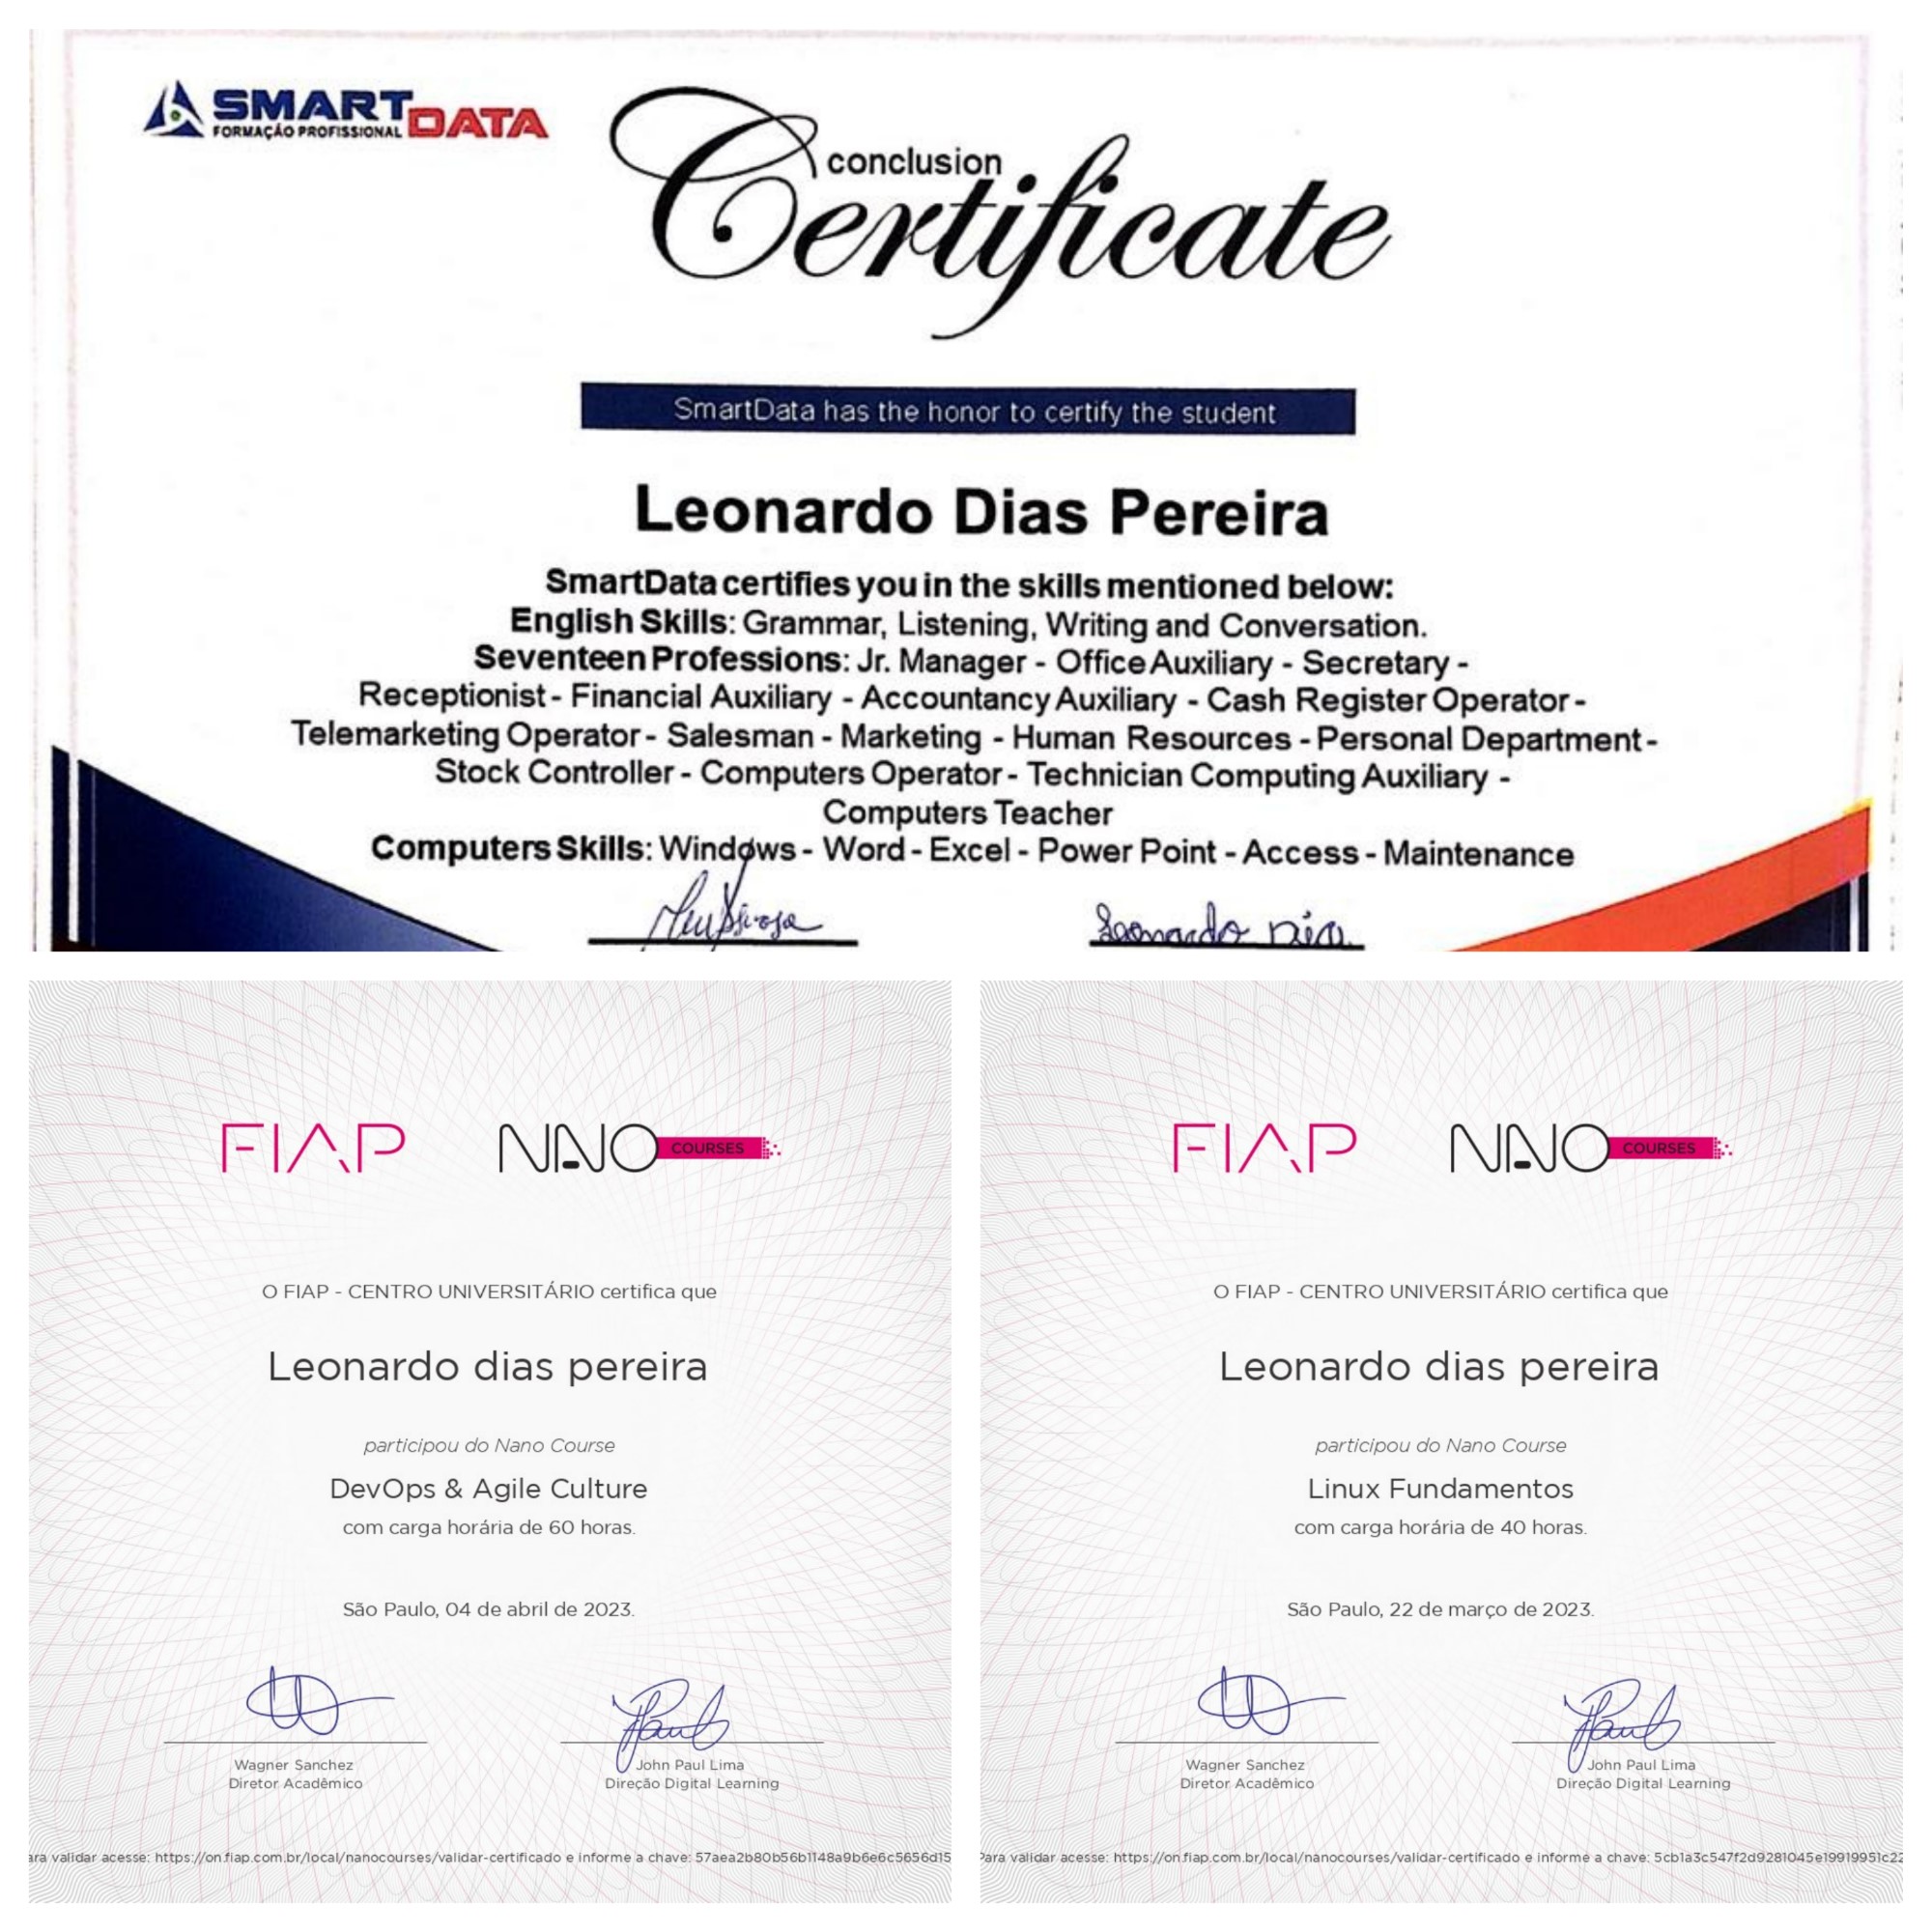 SMART DATA
FORMAÇÃO PROFISSIONAL
conclusion
Certificate
SmartData has the honor to certify the student
Leonardo Dias Pereira
SmartData certifies you in the skills mentioned below:
English Skills: Grammar, Listening, Writing and Conversation.
Seventeen Professions: Jr. Manager - Office Auxiliary - Secretary -
Receptionist - Financial Auxiliary - Accountancy Auxiliary - Cash Register Operator -
Telemarketing Operator - Salesman - Marketing - Human Resources - Personal Department -
Stock Controller - Computers Operator - Technician Computing Auxiliary -
Computers Teacher
Computers Skills: Windows - Word - Excel - Power Point - Access - Maintenance
Leonardo Dias
FIAP NANO COURSES
O FIAP - CENTRO UNIVERSITÁRIO certifica que
Leonardo dias pereira
participou do Nano Course
DevOps & Agile Culture
com carga horária de 60 horas.
São Paulo, 04 de abril de 2023.
Wagner Sanchez
Diretor Acadêmico
John Paul Lima
Direção Digital Learning
ara validar acesse: https://on.fiap.com.br/local/nanocourses/validar-certificado e informe a chave: 57aea2b80b56b1148a9b6e6c5656d15
FIAP NANO COURSES
O FIAP - CENTRO UNIVERSITÁRIO certifica que
Leonardo dias pereira
participou do Nano Course
Linux Fundamentos
com carga horária de 40 horas.
São Paulo, 22 de março de 2023.
Wagner Sanchez
Diretor Acadêmico
John Paul Lima
Direção Digital Learning
Para validar acesse: https://on.fiap.com.br/local/nanocourses/validar-certificado e informe a chave: 5cb1a3c547f2d9281045e19919951c22